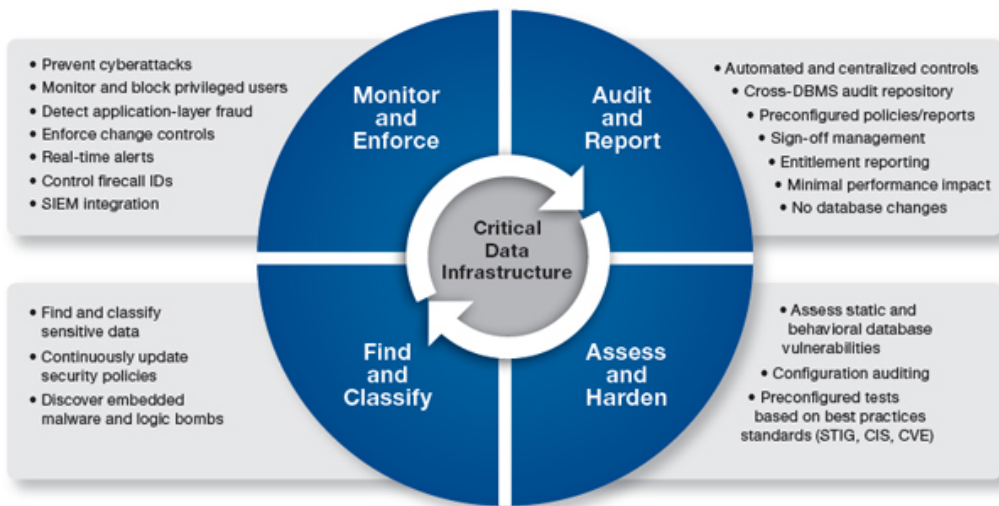 • Prevent cyberattacks
• Monitor and block privileged users
• Detect application-layer fraud
• Enforce change controls
• Real-time alerts
• Control firecall IDs
• SIEM integration
Monitor
and
Enforce
Audit
and
Report
• Automated and centralized controls
• Cross-DBMS audit repository
• Preconfigured policies/reports
• Sign-off management
• Entitlement reporting
• Minimal performance impact
• No database changes
Critical
Data
Infrastructure
• Find and classify
sensitive data
• Continuously update
security policies
• Discover embedded
malware and logic bombs
Find
and
Classify
Assess
and
Harden
• Assess static and
behavioral database
vulnerabilities
• Configuration auditing
• Preconfigured tests
based on best practices
standards (STIG, CIS, CVE)